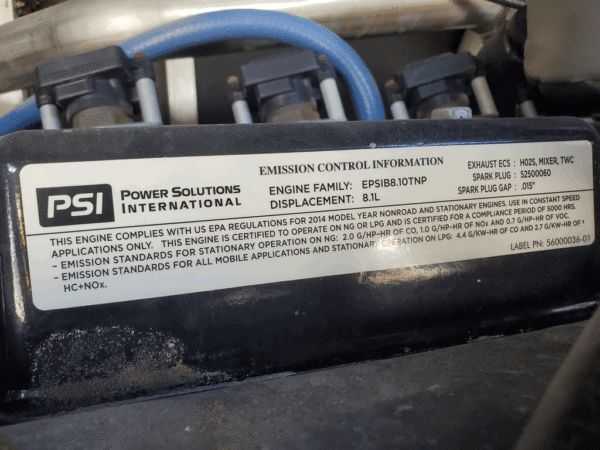 EMISSION CONTROL INFORMATION
PSI
POWER SOLUTIONS
INTERNATIONAL
ENGINE FAMILY: EPSIB8.10TNP
DISPLACEMENT: 8.1L
EXHAUST ECS : HO2S, MIXER, TWC
SPARK PLUG : 52500060
SPARK PLUG GAP : .015"
THIS ENGINE COMPLIES WITH US EPA REGULATIONS FOR 2014 MODEL YEAR NONROAD AND STATIONARY ENGINES. USE IN CONSTANT SPEED
APPLICATIONS ONLY. THIS ENGINE IS CERTIFIED TO OPERATE ON NG OR LPG AND IS CERTIFIED FOR A COMPLIANCE PERIOD OF 5000 HRS.
- EMISSION STANDARDS FOR STATIONARY OPERATION ON NG: 2.0 G/HP-HR OF CO, 1.0 G/HP-HR OF NOx AND 0.7 G/HP-HR OF VOC.
- EMISSION STANDARDS FOR ALL MOBILE APPLICATIONS AND STATIONARY OPERATION ON LPG: 4.4 G/KW-HR OF CO AND 2.7 G/KW-HR OF
HC+NOx.
LABEL PN: 56000036-01